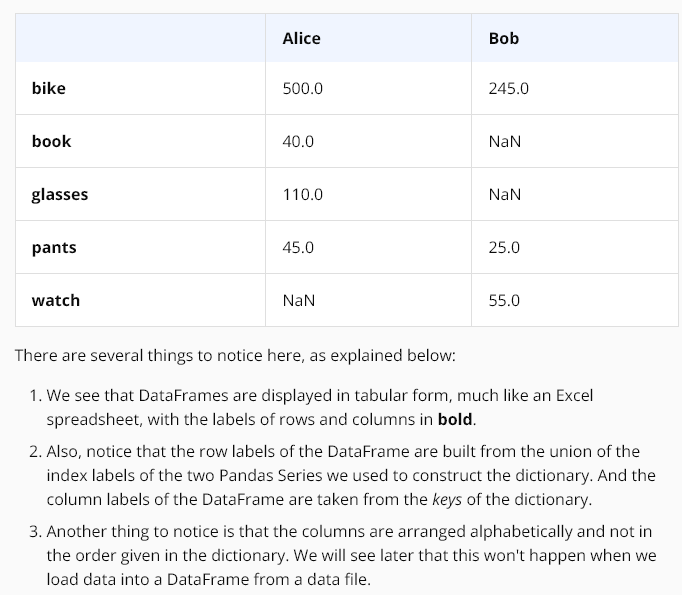 Alice Bob
bike 500.0 245.0
book 40.0 NaN
glasses 110.0 NaN
pants 45.0 25.0
watch NaN 55.0
There are several things to notice here, as explained below:
1. We see that DataFrames are displayed in tabular form, much like an Excel
spreadsheet, with the labels of rows and columns in bold.
2. Also, notice that the row labels of the DataFrame are built from the union of the
index labels of the two Pandas Series we used to construct the dictionary. And the
column labels of the DataFrame are taken from the keys of the dictionary.
3. Another thing to notice is that the columns are arranged alphabetically and not in
the order given in the dictionary. We will see later that this won't happen when we
load data into a DataFrame from a data file.